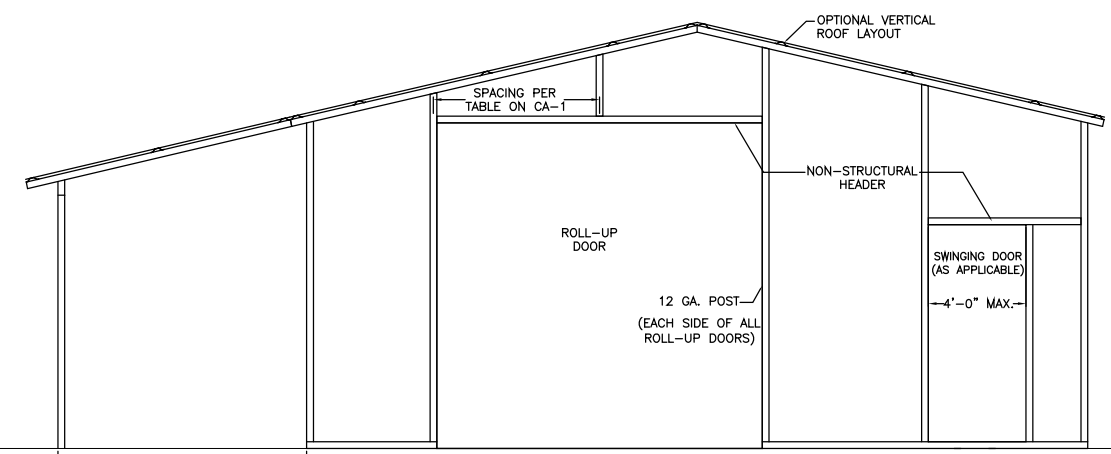 OPTIONAL VERTICAL
ROOF LAYOUT
SPACING PER
TABLE ON CA-1
NON-STRUCTURAL
HEADER
ROLL-UP
DOOR
SWINGING DOOR
(AS APPLICABLE)
4'-0" MAX.
12 GA. POST
(EACH SIDE OF ALL
ROLL-UP DOORS)